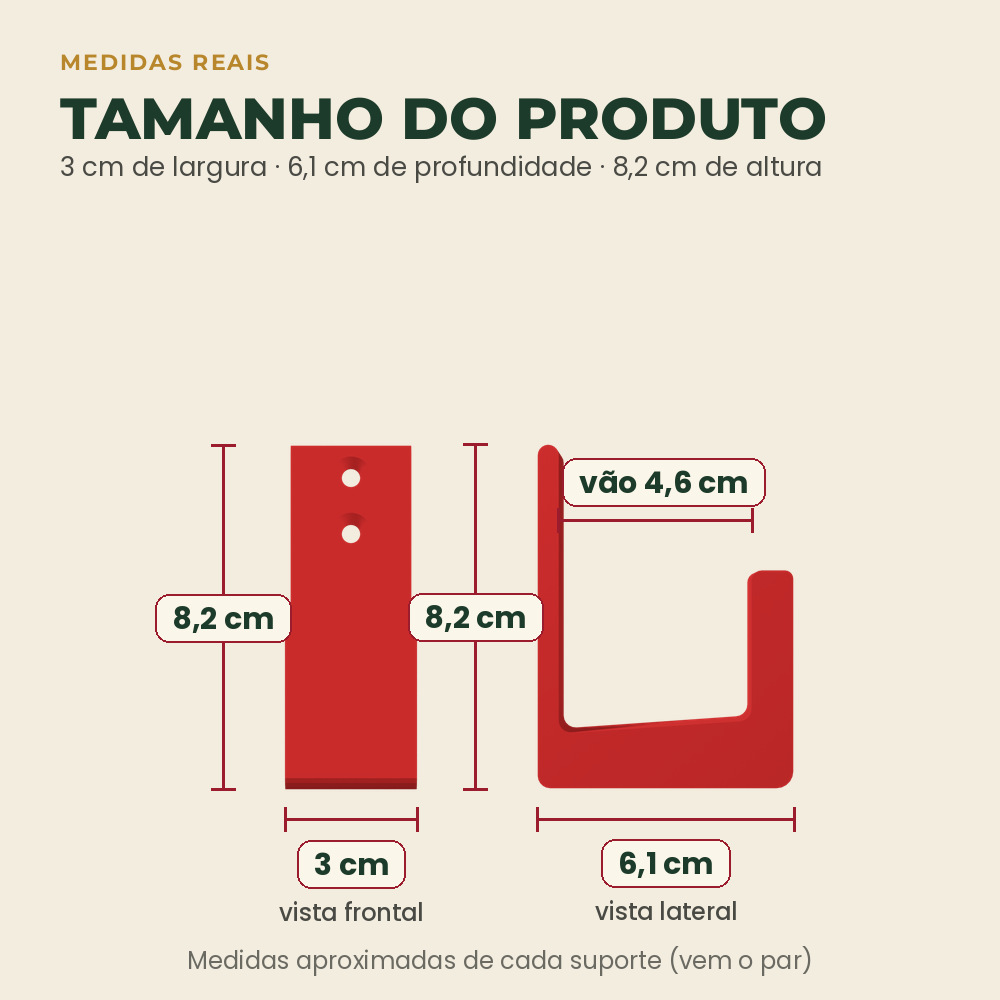 MEDIDAS REAIS
TAMANHO DO PRODUTO
3 cm de largura · 6,1 cm de profundidade · 8,2 cm de altura
vão 4,6 cm
8,2 cm
8,2 cm
3 cm
6,1 cm
vista frontal
vista lateral
Medidas aproximadas de cada suporte (vem o par)